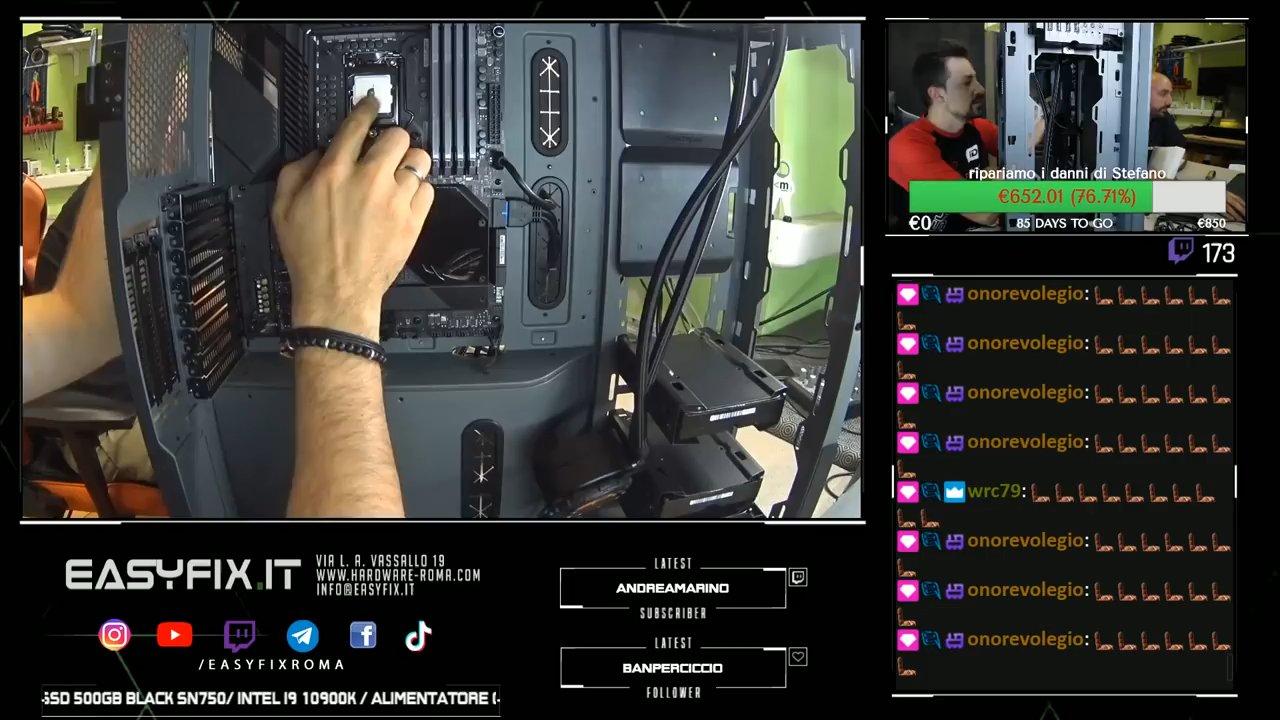 ripariamo i danni di Stefano
€652.01 (76.71%)
€0
85 DAYS TO GO
€850
173
onorevolegio:
onorevolegio:
onorevolegio:
onorevolegio:
wrc79:
onorevolegio:
onorevolegio:
onorevolegio:
EASYFIX.IT
VIA L. A. VASSALLO 19
WWW.HARDWARE-ROMA.COM
INFO@EASYFIX.IT
/EASYFIXROMA
SSD 500GB BLACK SN750/ INTEL I9 10900K / ALIMENTATORE
LATEST
ANDREAMARINO
SUBSCRIBER
LATEST
BANPERCICCIO
FOLLOWER